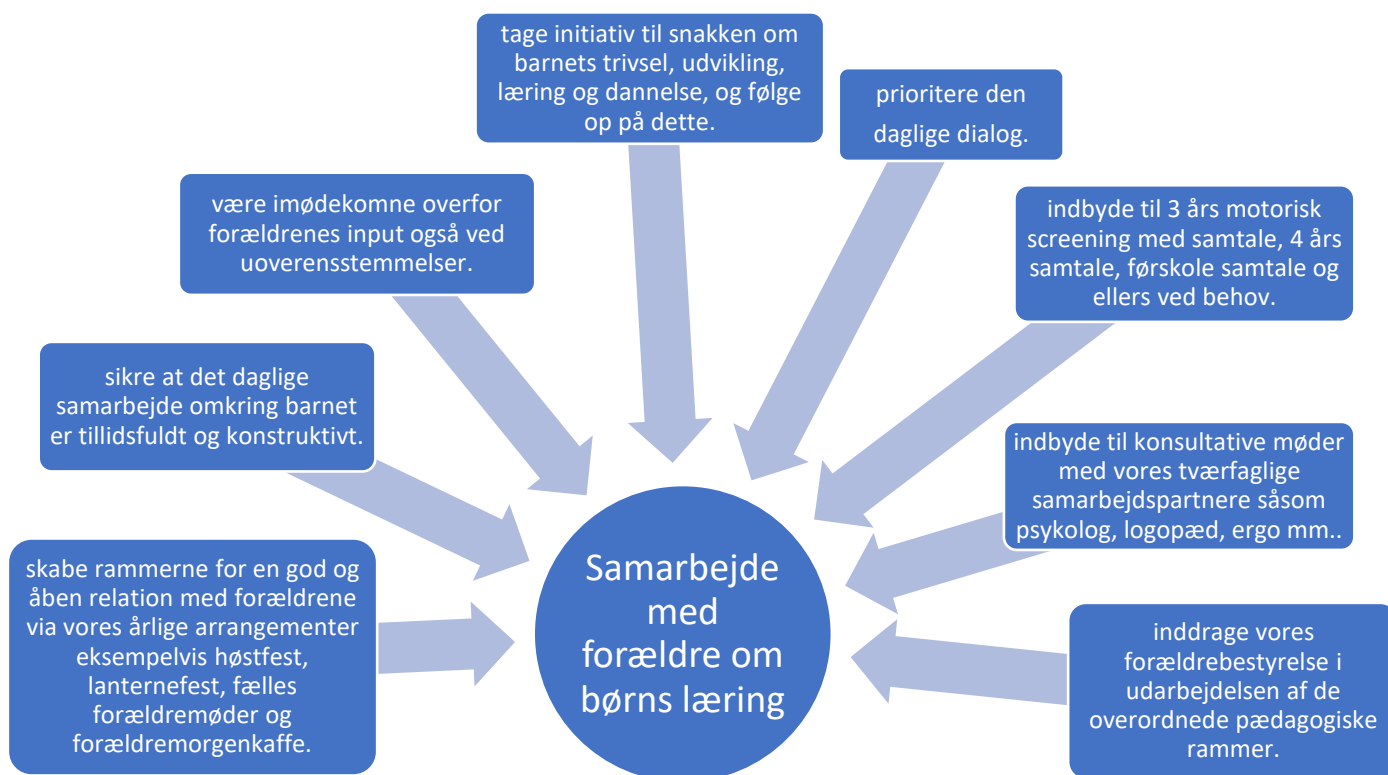 tage initiativ til snakken om
barnets trivsel, udvikling,
læring og dannelse, og følge
op på dette.
prioritere den
daglige dialog.
være imødekomne overfor
forældrenes input også ved
uoverensstemmelser.
indbyde til 3 års motorisk
screening med samtale, 4 års
samtale, førskole samtale og
ellers ved behov.
sikre at det daglige
samarbejde omkring barnet
er tillidsfuldt og konstruktivt.
indbyde til konsultative møder
med vores tværfaglige
samarbejdspartnere såsom
psykolog, logopæd, ergo mm..
skabe rammerne for en god og
åben relation med forældrene
via vores årlige arrangementer
eksempelvis høstfest,
lanternefest, fælles
forældremøder og
forældremorgenkaffe.
Samarbejde
med
forældre om
børns læring
inddrage vores
forældrebestyrelse i
udarbejdelsen af de
overordnede pædagogiske
rammer.